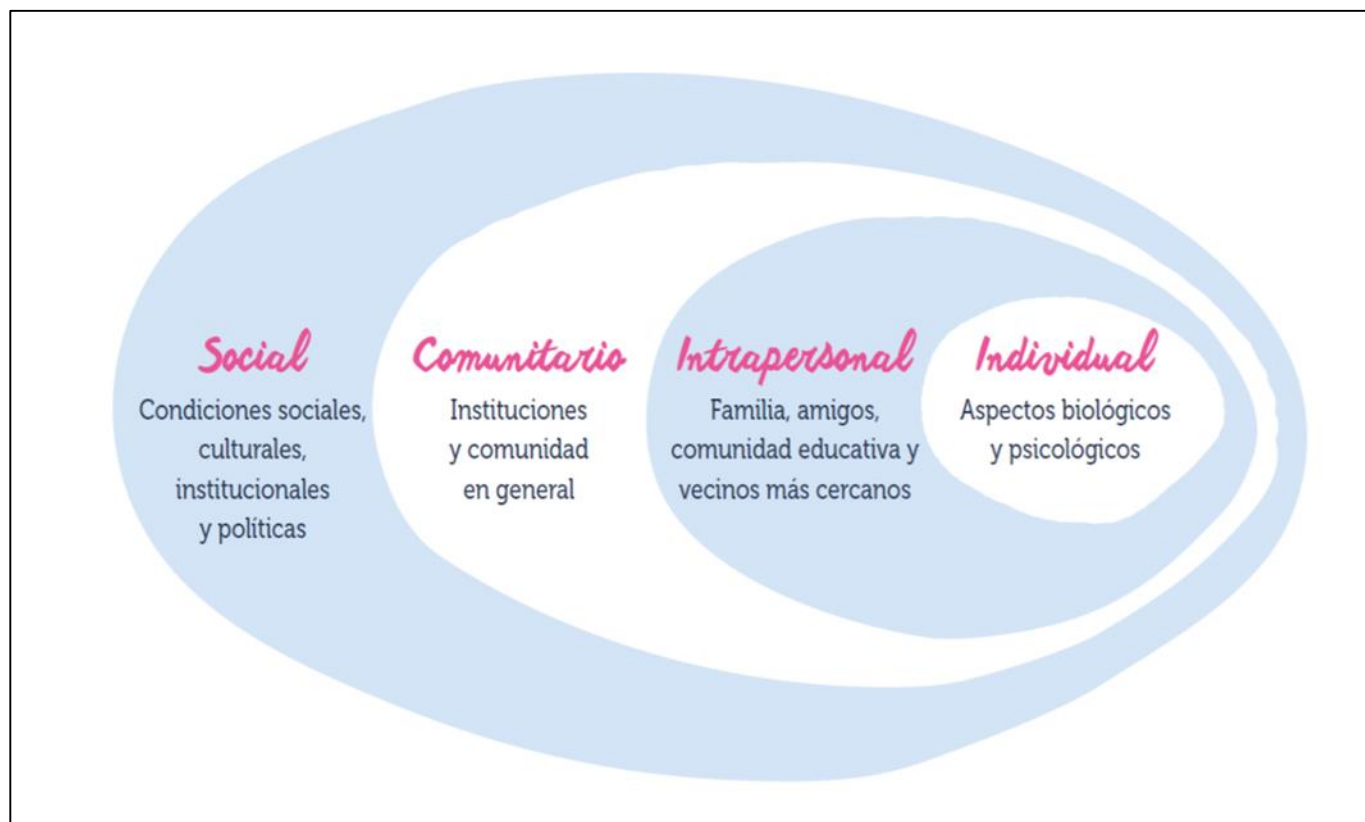 Social
Condiciones sociales,
culturales,
institucionales
y políticas
Comunitario
Instituciones
y comunidad
en general
Intrapersonal
Familia, amigos,
comunidad educativa y
vecinos más cercanos
Individual
Aspectos biológicos
y psicológicos